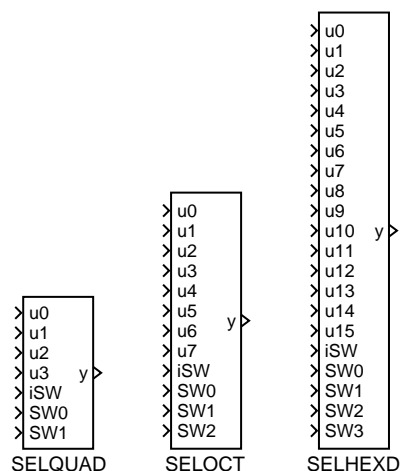 u0
u1
u2
u3
iSW
SW0
SW1
y
SELQUAD
u0
u1
u2
u3
u4
u5
u6
u7
iSW
SW0
SW1
SW2
y
SELOCT
u0
u1
u2
u3
u4
u5
u6
u7
u8
u9
u10
u11
u12
u13
u14
u15
iSW
SW0
SW1
SW2
SW3
y
SELHEXD